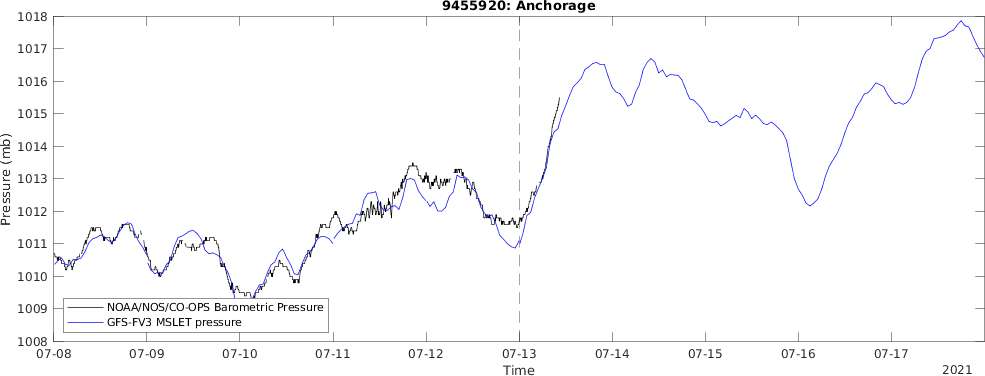 9455920: Anchorage
1018
1017
1016
1015
1014
1013
1012
1011
1010
1009
1008
Pressure (mb)
NOAA/NOS/CO-OPS Barometric Pressure
GFS-FV3 MSLET pressure
07-08 07-09 07-10 07-11 07-12 07-13 07-14 07-15 07-16 07-17
Time
2021